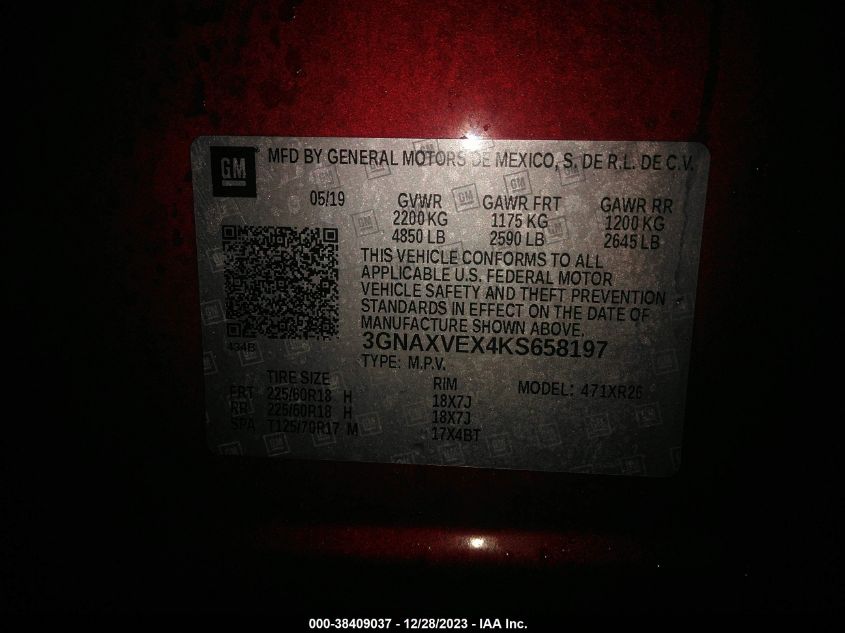 GM
MFD BY GENERAL MOTORS DE MEXICO, S. DE R.L. DE C.V.
05/19 GVWR GAWR FRT GAWR RR
2200 KG 1175 KG 1200 KG
4850 LB 2590 LB 2645 LB
THIS VEHICLE CONFORMS TO ALL
APPLICABLE U.S. FEDERAL MOTOR
VEHICLE SAFETY AND THEFT PREVENTION
STANDARDS IN EFFECT ON THE DATE OF
MANUFACTURE SHOWN ABOVE.
434B 3GNAXVEX4KS658197
TYPE: M.P.V.
TIRE SIZE RIM MODEL: 471XR26
FRT 225/60R18 H 18X7J
RR 225/60R18 H 18X7J
SPA T125/70R17 M 17X4BT
000-38409037 - 12/28/2023 - IAA Inc.